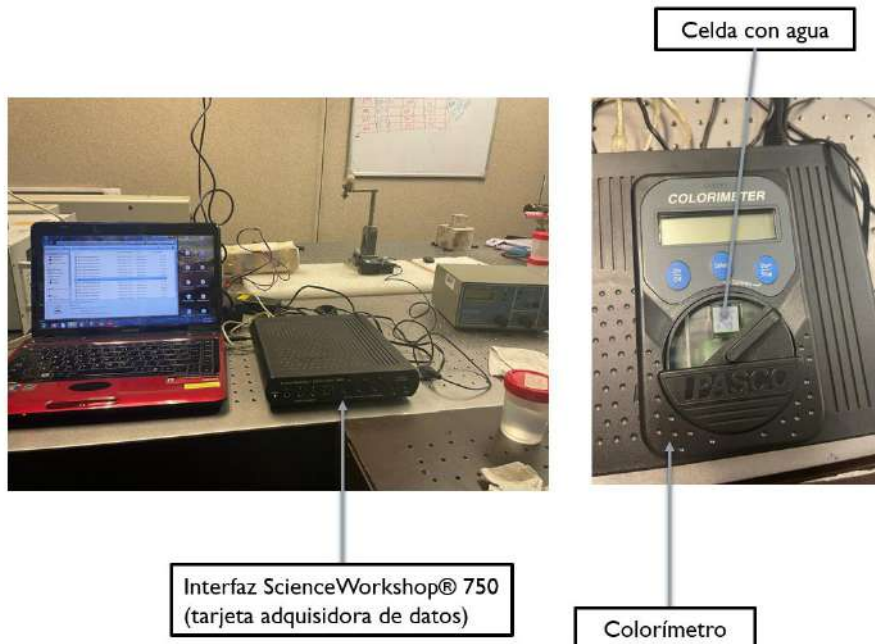 Celda con agua
COLORIMETER
PASCO
Interfaz ScienceWorkshop® 750
(tarjeta adquisidora de datos)
Colorímetro